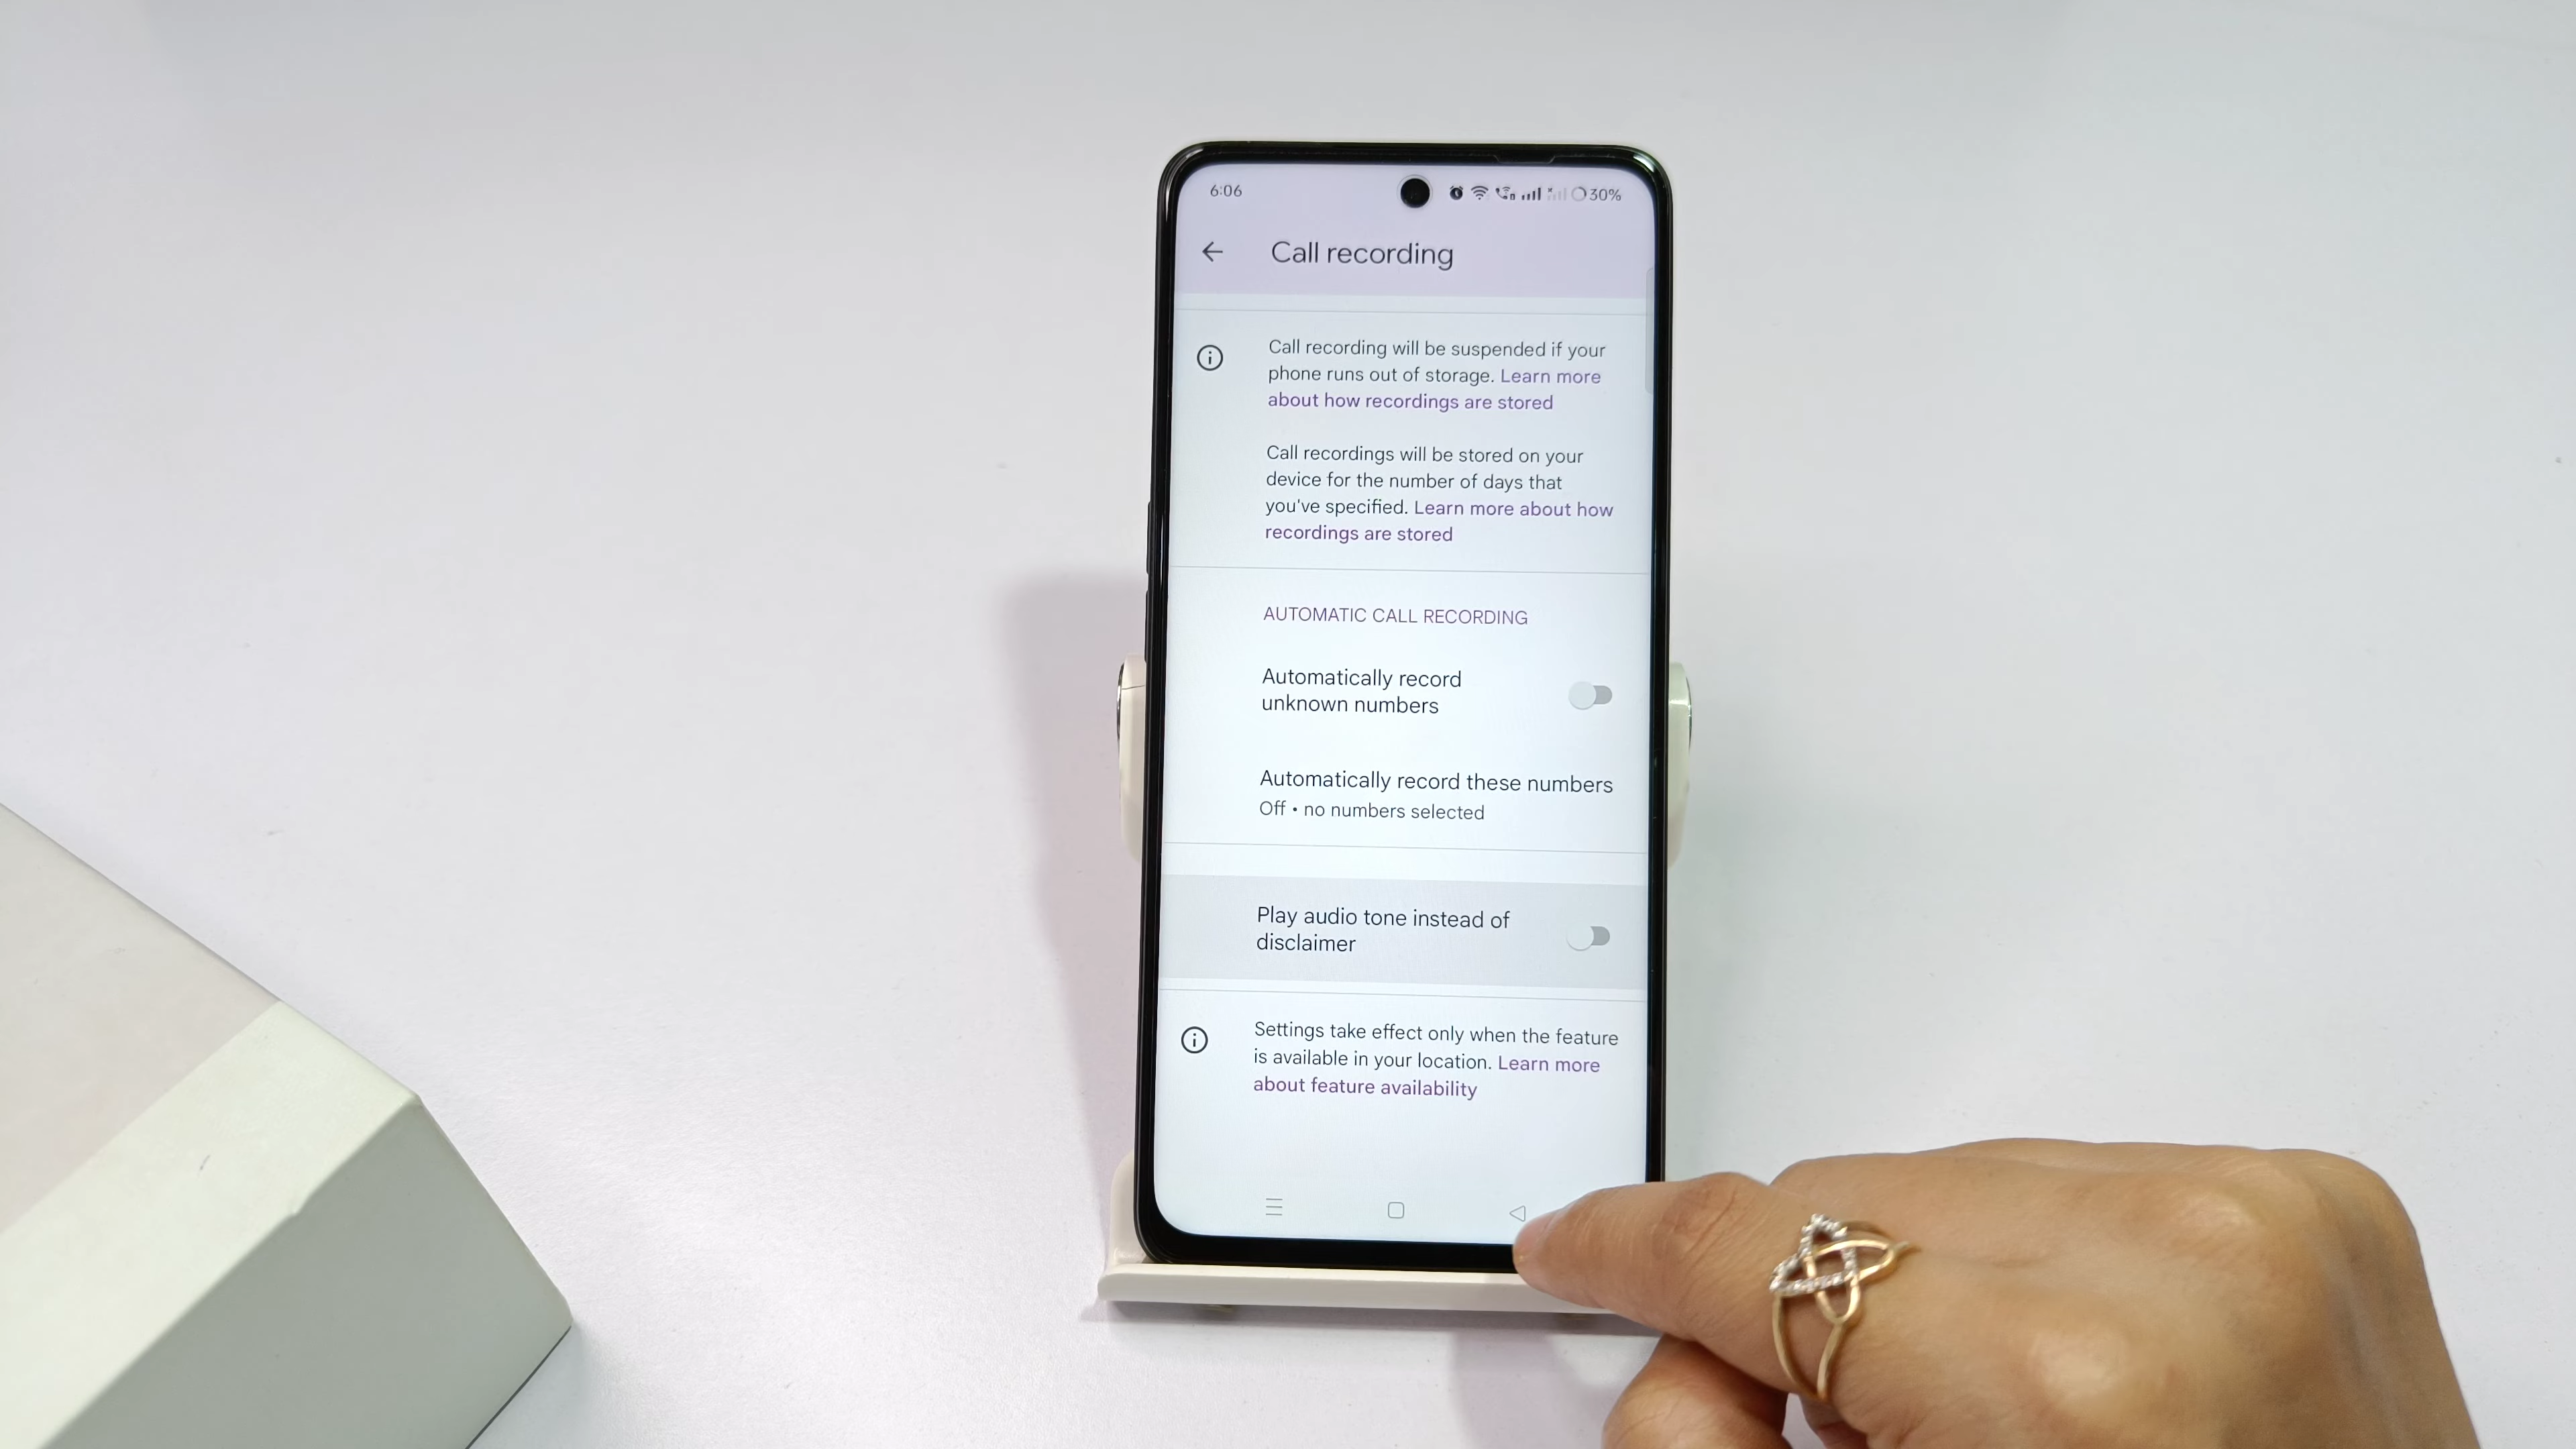 6:06
30%
Call recording
Call recording will be suspended if your
phone runs out of storage. Learn more
about how recordings are stored
Call recordings will be stored on your
device for the number of days that
you've specified. Learn more about how
recordings are stored
AUTOMATIC CALL RECORDING
Automatically record
unknown numbers
Automatically record these numbers
Off • no numbers selected
Play audio tone instead of
disclaimer
Settings take effect only when the feature
is available in your location. Learn more
about feature availability